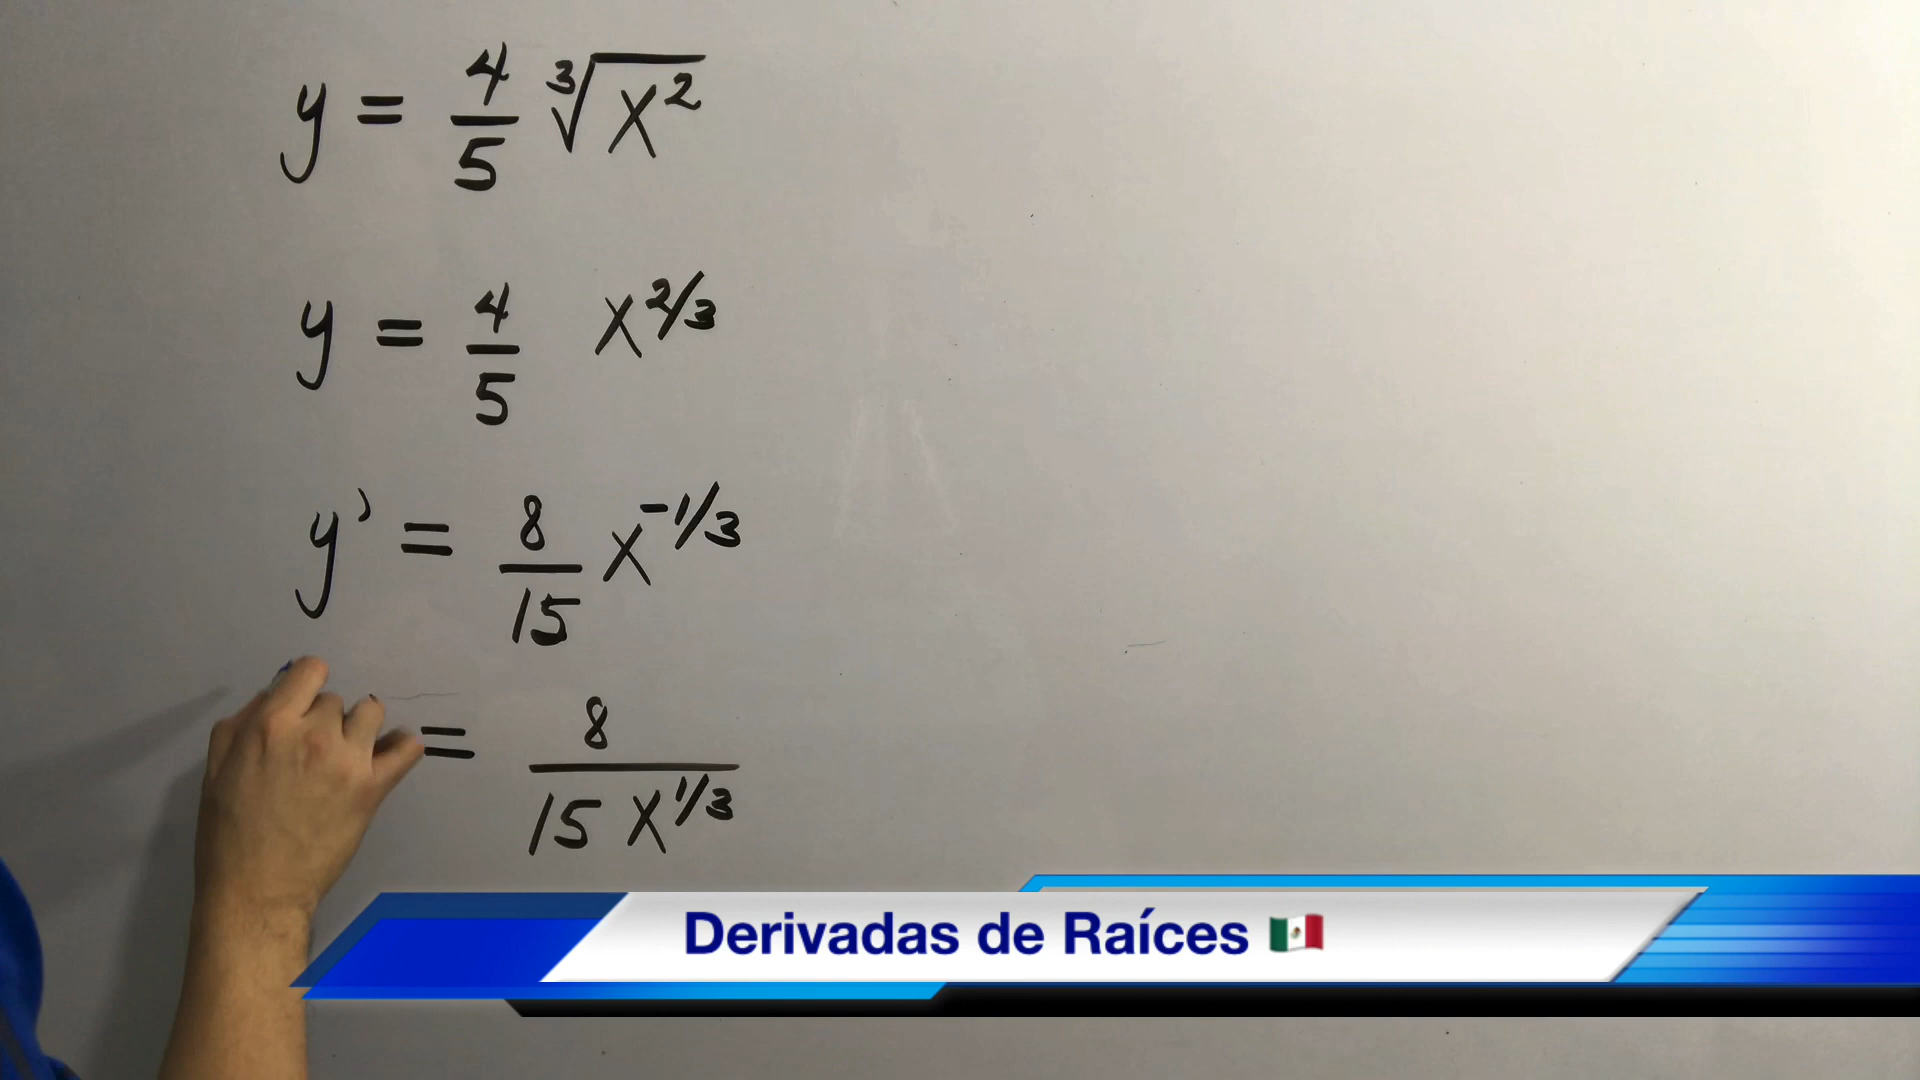 y = 4/5 ∛x²
y = 4/5 x^2/3
y' = 8/15 x^-1/3
= 8/15 x^1/3
Derivadas de Raíces 🇲🇽